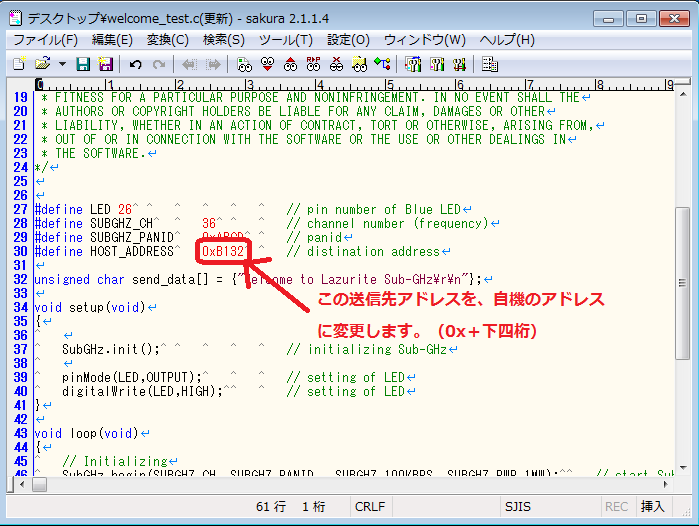 デスクトップ¥welcome_test.c(更新) - sakura 2.1.1.4
ファイル(F) 編集(E) 変換(C) 検索(S) ツール(T) 設定(O) ウィンドウ(W) ヘルプ(H)
0 1 2 3 4 5 6 7 8 9
19 * FITNESS FOR A PARTICULAR PURPOSE AND NONINFRINGEMENT. IN NO EVENT SHALL THE
20 * AUTHORS OR COPYRIGHT HOLDERS BE LIABLE FOR ANY CLAIM, DAMAGES OR OTHER
21 * LIABILITY, WHETHER IN AN ACTION OF CONTRACT, TORT OR OTHERWISE, ARISING FROM,
22 * OUT OF OR IN CONNECTION WITH THE SOFTWARE OR THE USE OR OTHER DEALINGS IN
23 * THE SOFTWARE.
24 */
25
26
27 #define LED 26 // pin number of Blue LED
28 #define SUBGHZ_CH 36 // channel number (frequency)
29 #define SUBGHZ_PANID 0xABCD // panid
30 #define HOST_ADDRESS 0xB132 // distination address
31
32 unsigned char send_data[] = {"Welcome to Lazurite Sub-GHz¥r¥n"};
33
この送信先アドレスを、自機のアドレス
に変更します。（0x＋下四桁）
34 void setup(void)
35 {
36
37 SubGHz.init(); // initializing Sub-GHz
38
39 pinMode(LED,OUTPUT); // setting of LED
40 digitalWrite(LED,HIGH); // setting of LED
41 }
42
43 void loop(void)
44 {
45 // Initializing
46 SubGHz.begin(SUBGHZ_CH, SUBGHZ_PANID, SUBGHZ_100KBPS, SUBGHZ_PWR_1MW); // start Sub
61 行 1 桁 CRLF SJIS REC 挿入